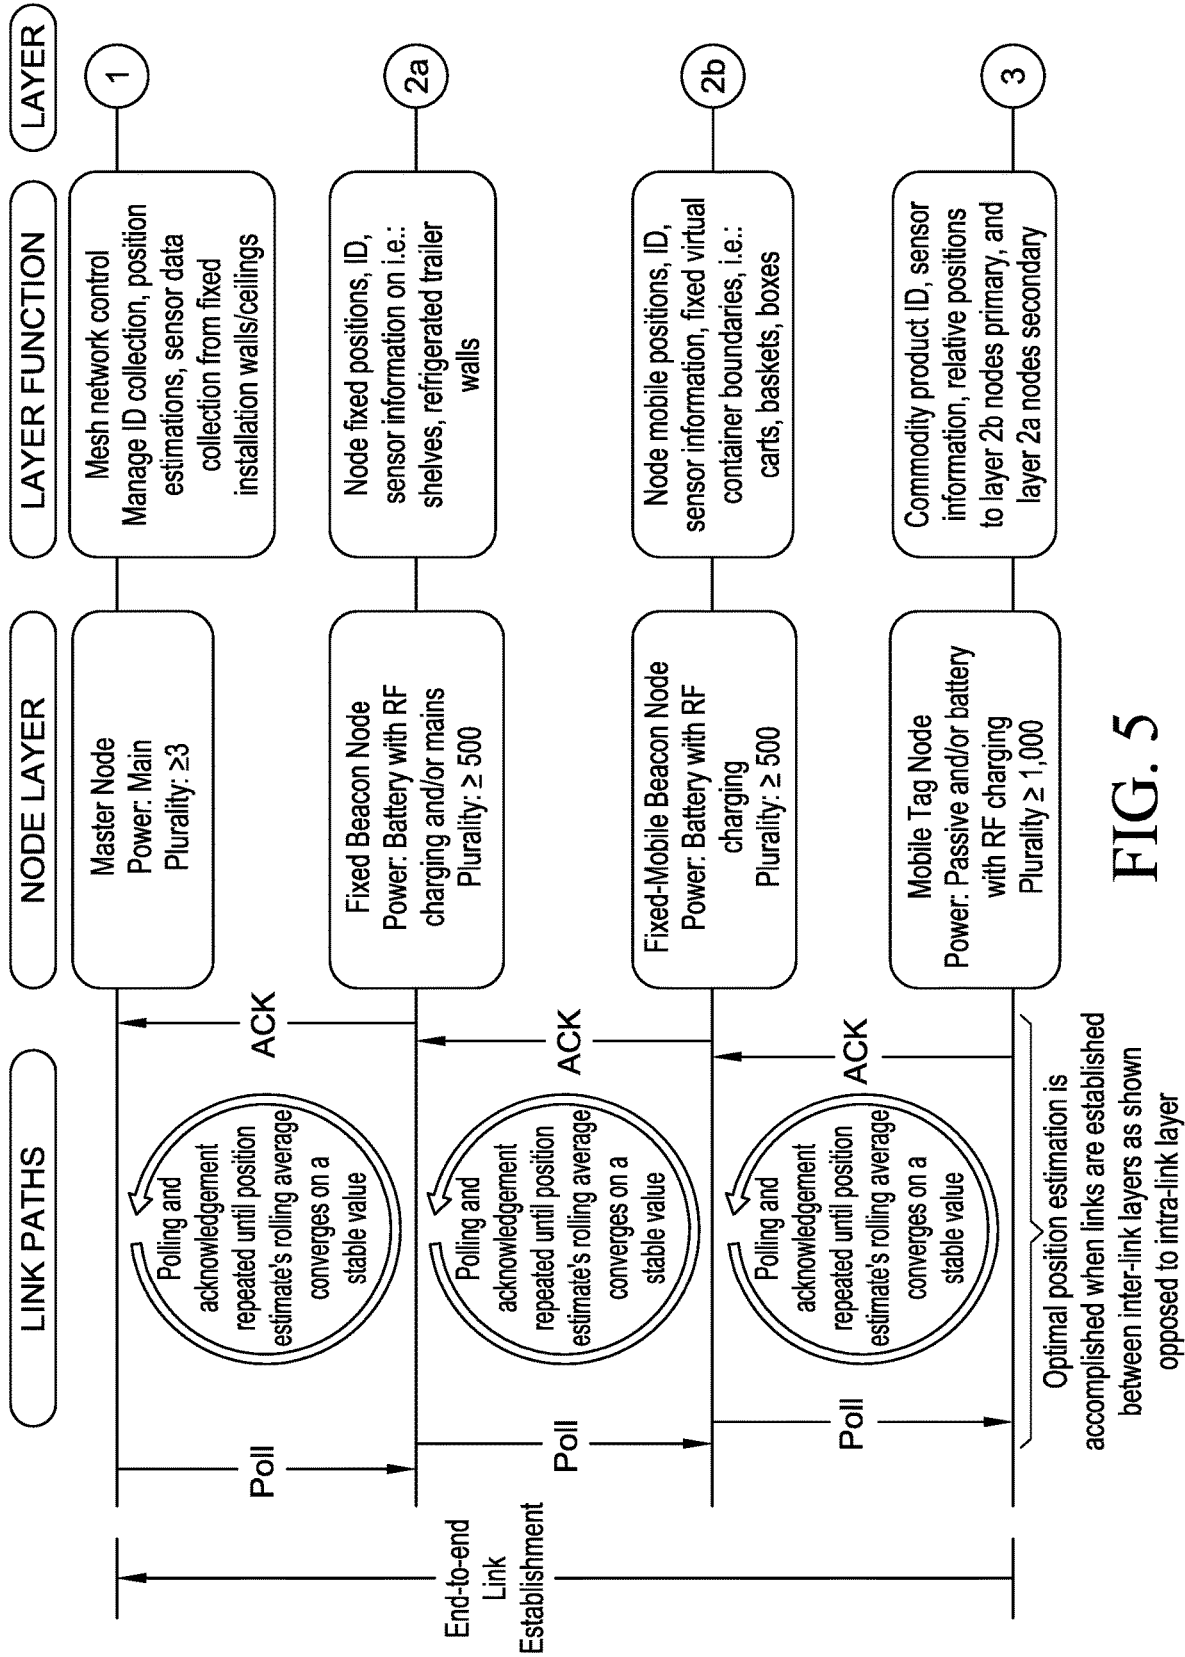 LINK PATHS
NODE LAYER
LAYER FUNCTION
LAYER
End-to-end
Link
Establishment
Poll
Polling and
acknowledgement
repeated until position
estimate's rolling average
converges on a
stable value
ACK
Master Node
Power: Main
Plurality: ≥3
Mesh network control
Manage ID collection, position
estimations, sensor data
collection from fixed
installation walls/ceilings
1
Poll
Polling and
acknowledgement
repeated until position
estimate's rolling average
converges on a
stable value
ACK
Fixed Beacon Node
Power: Battery with RF
charging and/or mains
Plurality: ≥ 500
Node fixed positions, ID,
sensor information on i.e.:
shelves, refrigerated trailer
walls
2a
Poll
Polling and
acknowledgement
repeated until position
estimate's rolling average
converges on a
stable value
ACK
Fixed-Mobile Beacon Node
Power: Battery with RF
charging
Plurality: ≥ 500
Node mobile positions, ID,
sensor information, fixed virtual
container boundaries, i.e.:
carts, baskets, boxes
2b
Mobile Tag Node
Power: Passive and/or battery
with RF charging
Plurality ≥ 1,000
Commodity product ID, sensor
information, relative positions
to layer 2b nodes primary, and
layer 2a nodes secondary
3
Optimal position estimation is
accomplished when links are established
between inter-link layers as shown
opposed to intra-link layer
FIG. 5